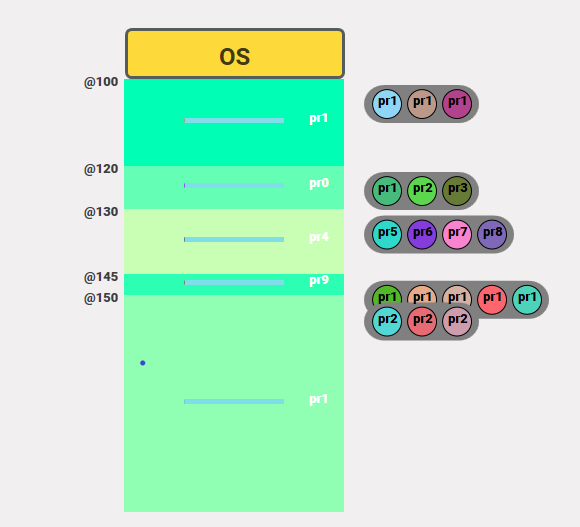 OS
@100
pr1
pr1 pr1 pr1
@120
pr0
pr1 pr2 pr3
@130
pr4
pr5 pr6 pr7 pr8
@145
pr9
pr1 pr1 pr1 pr1 pr1
@150
pr2 pr2 pr2
pr1